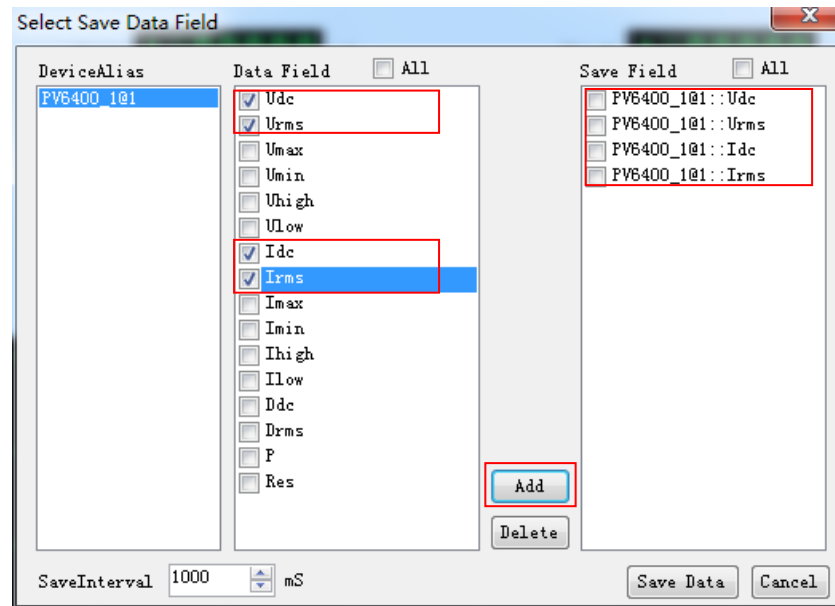 Select Save Data Field
DeviceAlias
PV6400_1@1
Data Field
All
Udc
Urms
Umax
Umin
Uhigh
Ulow
Idc
Irms
Imax
Imin
Ihigh
Ilow
Ddc
Drms
P
Res
Add
Delete
Save Field
All
PV6400_1@1::Udc
PV6400_1@1::Urms
PV6400_1@1::Idc
PV6400_1@1::Irms
SaveInterval 1000 mS
Save Data
Cancel